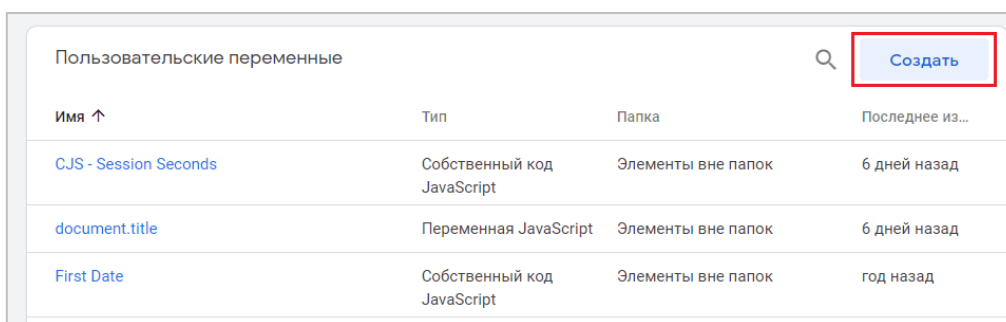 Пользовательские переменные Создать
Имя ↑ Тип Папка Последнее из...
CJS - Session Seconds Собственный код JavaScript Элементы вне папок 6 дней назад
document.title Переменная JavaScript Элементы вне папок 6 дней назад
First Date Собственный код JavaScript Элементы вне папок год назад